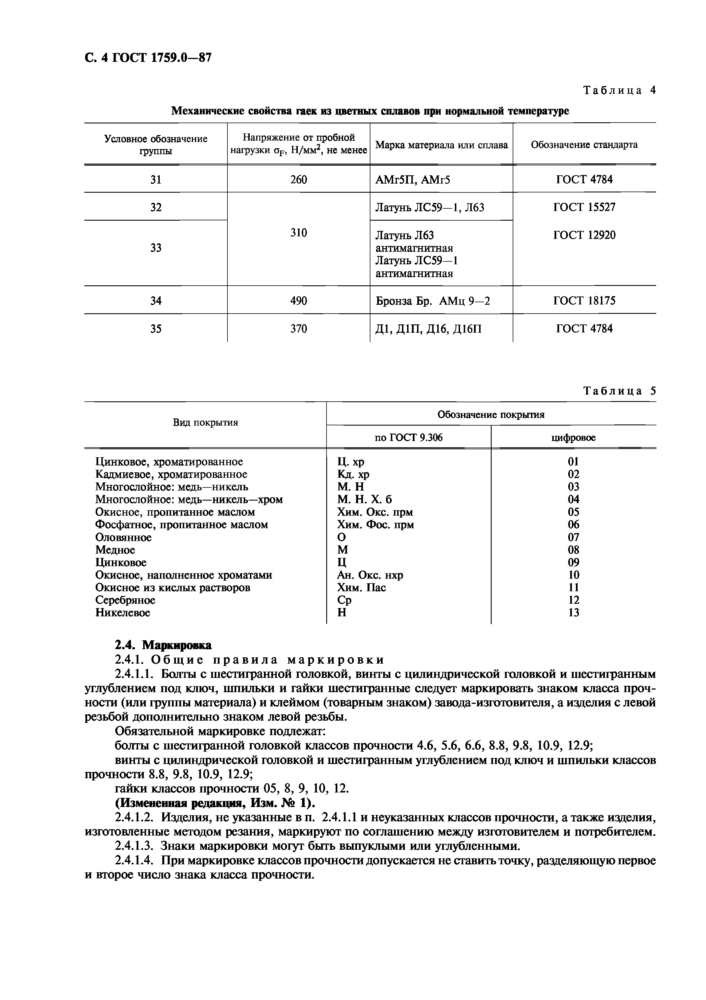 С. 4 ГОСТ 1759.0—87
Таблица 4
Механические свойства гаек из цветных сплавов при нормальной температуре
Условное обозначение группы
Напряжение от пробной нагрузки σF, Н/мм², не менее
Марка материала или сплава
Обозначение стандарта
31 260 АМг5П, АМг5 ГОСТ 4784
32 Латунь ЛС59—1, Л63 ГОСТ 15527
310
33
Латунь Л63 ГОСТ 12920
антимагнитная
Латунь ЛС59—1
антимагнитная
34 490 Бронза Бр. АМц 9—2 ГОСТ 18175
35 370 Д1, Д1П, Д16, Д16П ГОСТ 4784
Таблица 5
Вид покрытия
Обозначение покрытия
по ГОСТ 9.306 цифровое
Цинковое, хроматированное Ц. хр 01
Кадмиевое, хроматированное Кд. хр 02
Многослойное: медь—никель М. Н 03
Многослойное: медь—никель—хром М. Н. Х. б 04
Окисное, пропитанное маслом Хим. Окс. прм 05
Фосфатное, пропитанное маслом Хим. Фос. прм 06
Оловянное О 07
Медное М 08
Цинковое Ц 09
Окисное, наполненное хроматами Ан. Окс. нхр 10
Окисное из кислых растворов Хим. Пас 11
Серебряное Ср 12
Никелевое Н 13
2.4. Маркировка
2.4.1. Общие правила маркировки
2.4.1.1. Болты с шестигранной головкой, винты с цилиндрической головкой и шестигранным
углублением под ключ, шпильки и гайки шестигранные следует маркировать знаком класса проч-
ности (или группы материала) и клеймом (товарным знаком) завода-изготовителя, а изделия с левой
резьбой дополнительно знаком левой резьбы.
Обязательной маркировке подлежат:
болты с шестигранной головкой классов прочности 4.6, 5.6, 6.6, 8.8, 9.8, 10.9, 12.9;
винты с цилиндрической головкой и шестигранным углублением под ключ и шпильки классов
прочности 8.8, 9.8, 10.9, 12.9;
гайки классов прочности 05, 8, 9, 10, 12.
(Измененная редакция, Изм. № 1).
2.4.1.2. Изделия, не указанные в п. 2.4.1.1 и неуказанных классов прочности, а также изделия,
изготовленные методом резания, маркируют по соглашению между изготовителем и потребителем.
2.4.1.3. Знаки маркировки могут быть выпуклыми или углубленными.
2.4.1.4. При маркировке классов прочности допускается не ставить точку, разделяющую первое
и второе число знака класса прочности.